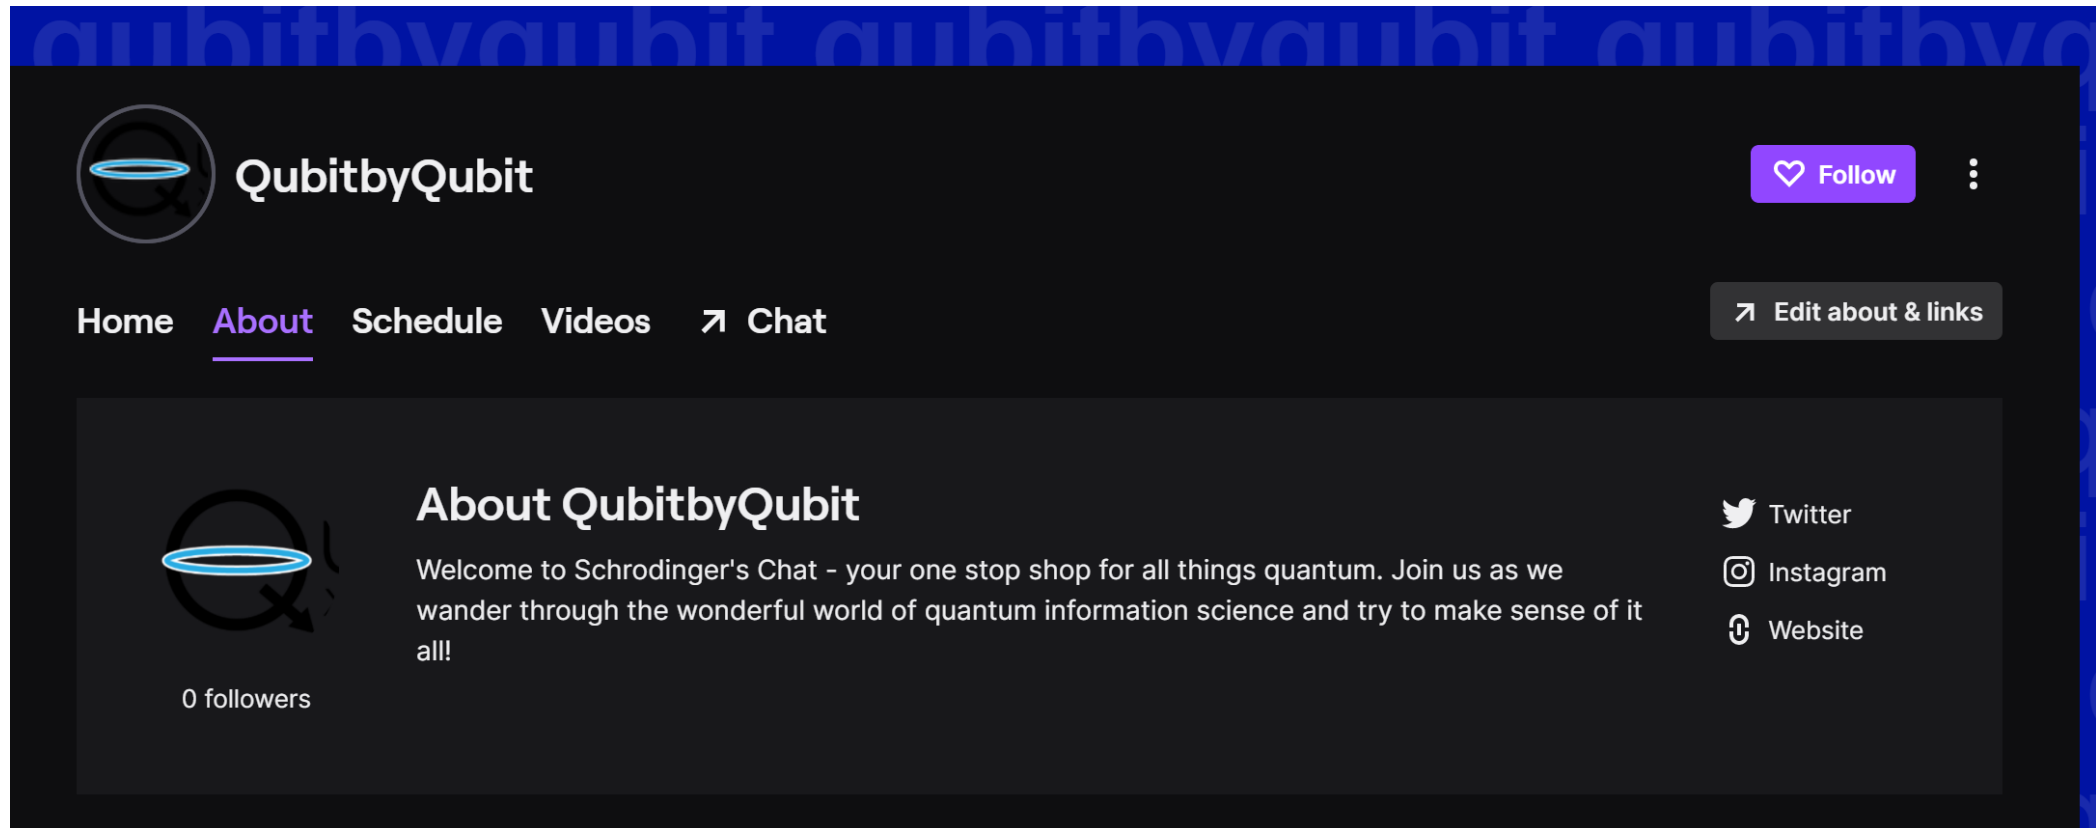 qubitbyqubit qubitbyqubit qubitbyq
QubitbyQubit
Follow
Home About Schedule Videos Chat
Edit about & links
About QubitbyQubit
Welcome to Schrodinger's Chat - your one stop shop for all things quantum. Join us as we
wander through the wonderful world of quantum information science and try to make sense of it
all!
Twitter
Instagram
Website
0 followers